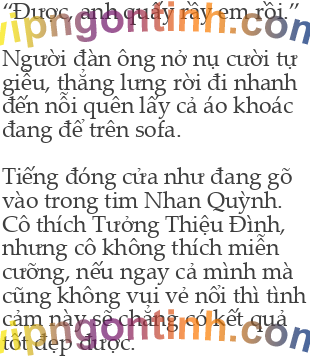 “Được, anh quấy rầy em rồi.”
vipngontinh.com
Người đàn ông nở nụ cười tự
giễu, thẳng lưng rời đi nhanh
đến nỗi quên lấy cả áo khoác
đang để trên sofa.
Tiếng đóng cửa như đang gõ
vào trong tim Nhan Quỳnh.
Cô thích Tưởng Thiệu Đình,
nhưng cô không thích miễn
cưỡng, nếu ngay cả mình mà
cũng không vui vẻ nổi thì tình
cảm này sẽ chẳng có kết quả
vipngontinh.com
tốt đẹp được.